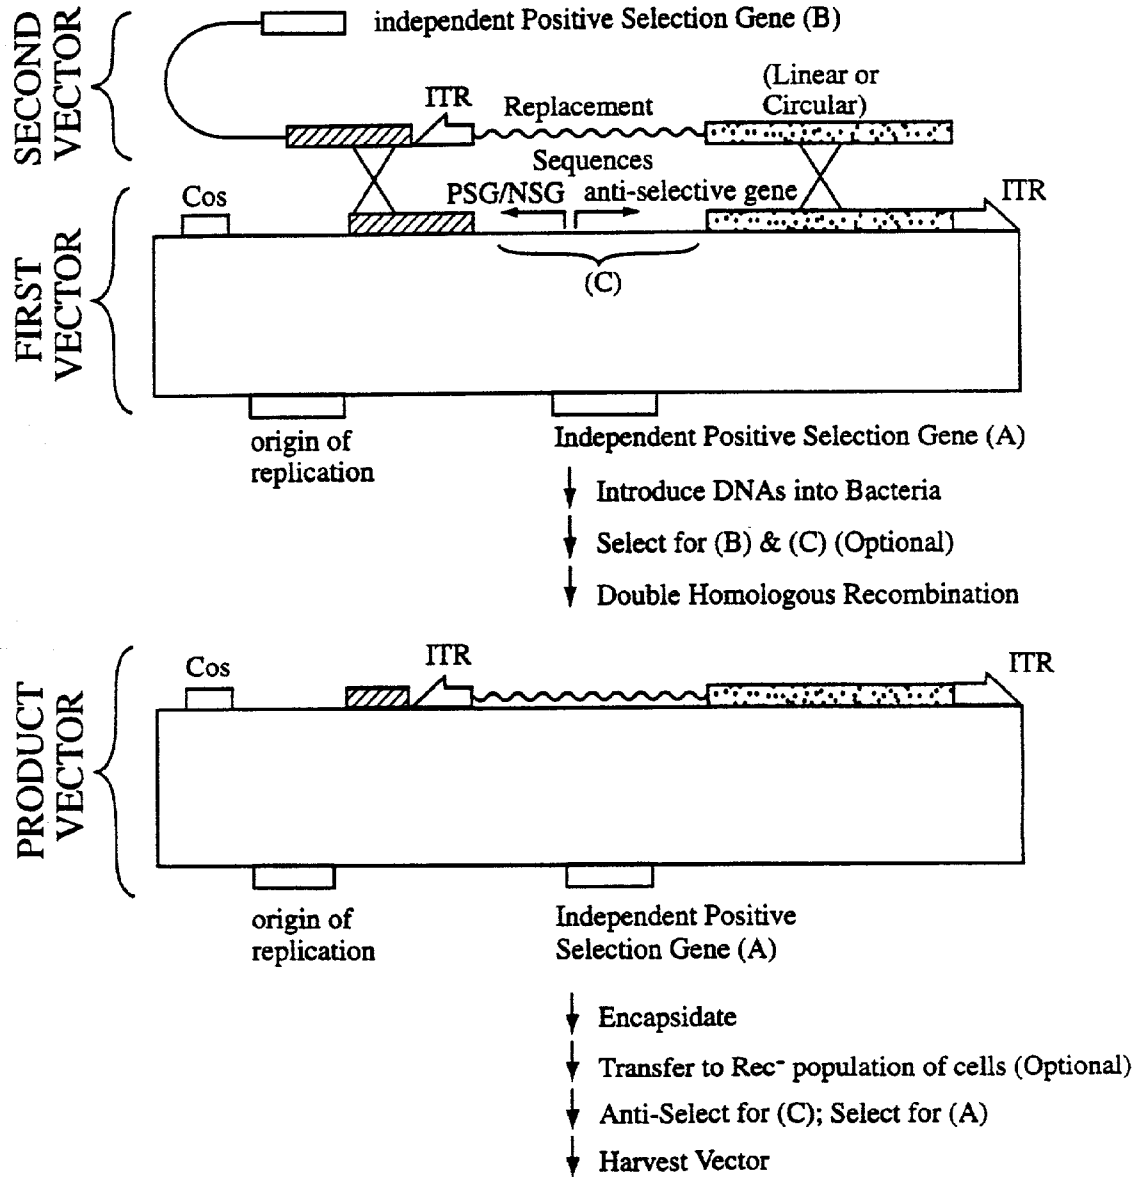 SECOND
VECTOR
independent Positive Selection Gene (B)
(Linear or
Circular)
ITR
Replacement
Sequences
PSG/NSG
anti-selective gene
Cos
ITR
FIRST
VECTOR
(C)
origin of
replication
Independent Positive Selection Gene (A)
Introduce DNAs into Bacteria
Select for (B) & (C) (Optional)
Double Homologous Recombination
PRODUCT
VECTOR
Cos
ITR
ITR
origin of
replication
Independent Positive
Selection Gene (A)
Encapsidate
Transfer to Rec⁻ population of cells (Optional)
Anti-Select for (C); Select for (A)
Harvest Vector